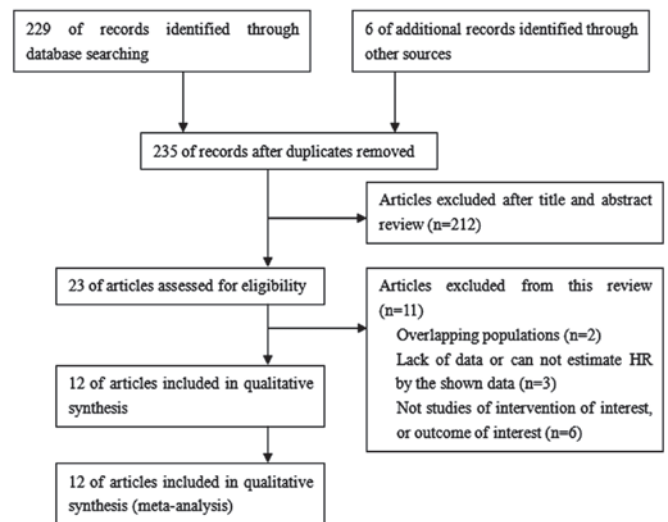 229 of records identified through
database searching
6 of additional records identified through
other sources
235 of records after duplicates removed
Articles excluded after title and abstract
review (n=212)
23 of articles assessed for eligibility
Articles excluded from this review
(n=11)
Overlapping populations (n=2)
Lack of data or can not estimate HR
by the shown data (n=3)
Not studies of intervention of interest,
or outcome of interest (n=6)
12 of articles included in qualitative
synthesis
12 of articles included in qualitative
synthesis (meta-analysis)